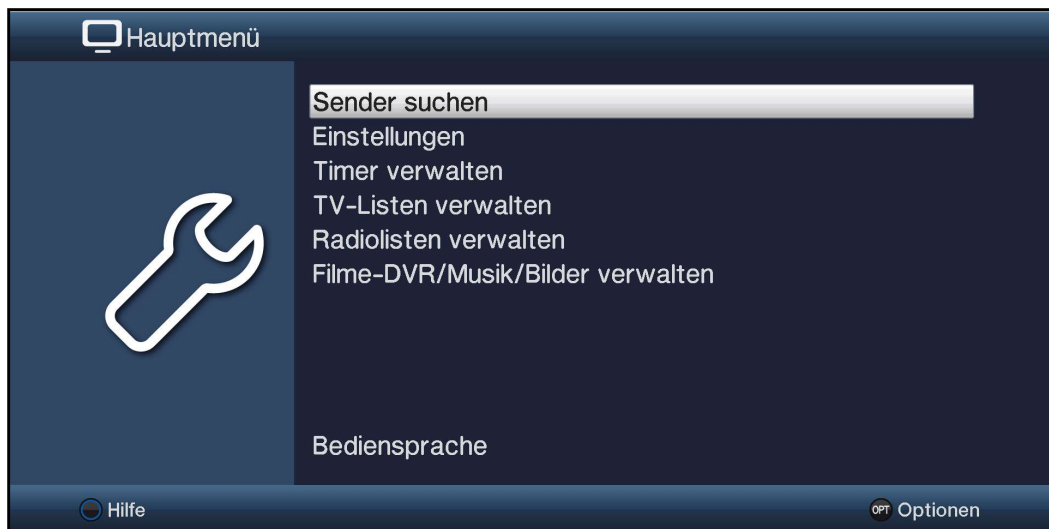 Hauptmenü
Sender suchen
Einstellungen
Timer verwalten
TV-Listen verwalten
Radiolisten verwalten
Filme-DVR/Musik/Bilder verwalten
Bediensprache
Hilfe
OPT Optionen